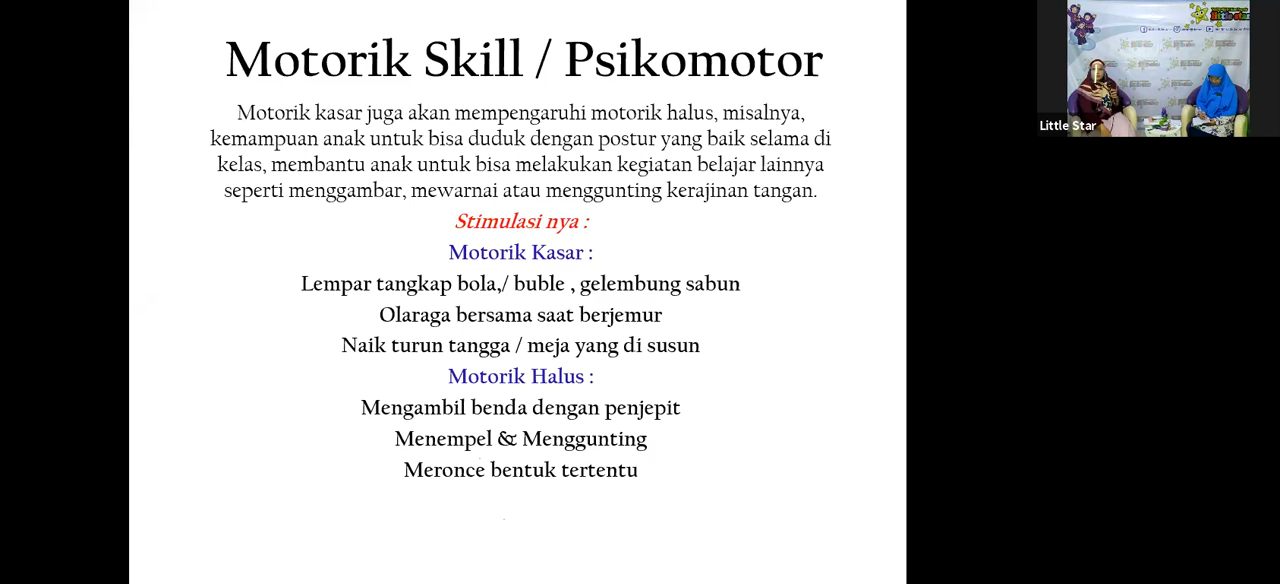 Motorik Skill / Psikomotor
Motorik kasar juga akan mempengaruhi motorik halus, misalnya,
kemampuan anak untuk bisa duduk dengan postur yang baik selama di
kelas, membantu anak untuk bisa melakukan kegiatan belajar lainnya
seperti menggambar, mewarnai atau menggunting kerajinan tangan.
Stimulasi nya :
Motorik Kasar :
Lempar tangkap bola,/ buble , gelembung sabun
Olaraga bersama saat berjemur
Naik turun tangga / meja yang di susun
Motorik Halus :
Mengambil benda dengan penjepit
Menempel & Menggunting
Meronce bentuk tertentu
little star
Little Star